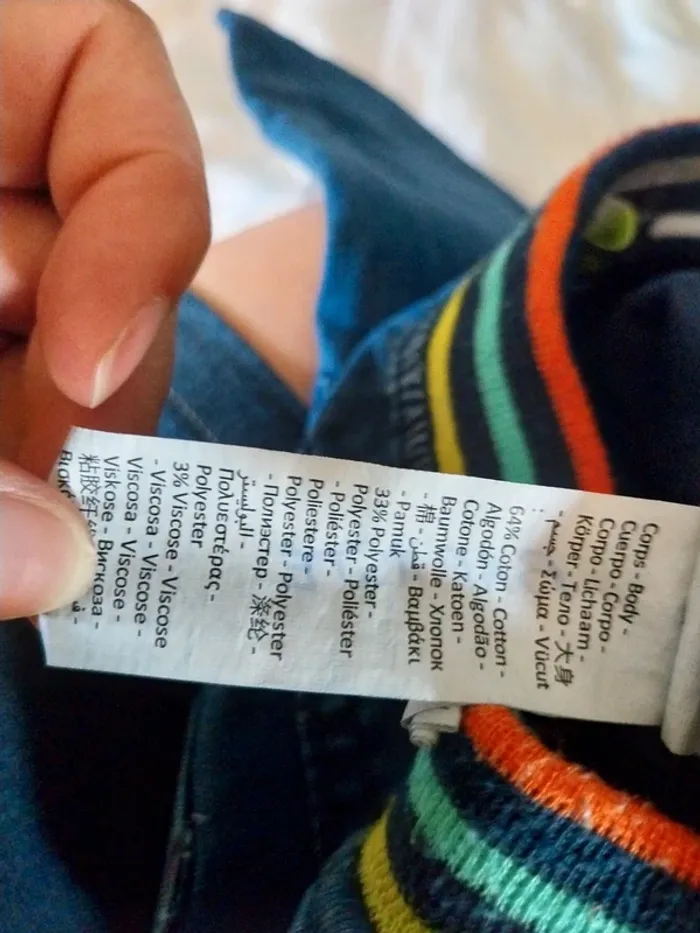 Corps - Body -
Cuerpo - Corpo -
Corpo - Lichaam -
Körper - Тело - 大身
- جسم - Σώμα - Vücut
:
64% Coton - Cotton -
Algodón - Algodão -
Cotone - Katoen -
Baumwolle - Хлопок
- 棉 - قطن - Βαμβάκι
- Pamuk
33% Polyester -
Polyester - Poliéster
- Poliéster -
Poliestere -
Polyester - Polyester
- Полиэстер - 涤纶 -
البوليستر -
Πολυεστέρας -
Polyester
3% Viscose - Viscose
- Viscosa - Viscose -
Viscosa - Viscose -
Viskose - Вискоза -
粘胶纤